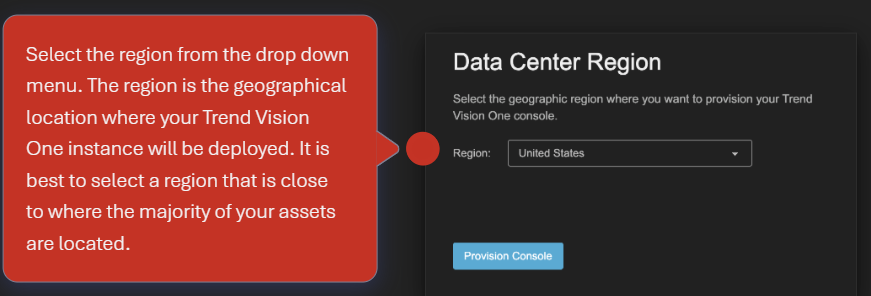 Select the region from the drop down
menu. The region is the geographical
location where your Trend Vision
One instance will be deployed. It is
best to select a region that is close
to where the majority of your assets
are located.
Data Center Region
Select the geographic region where you want to provision your Trend
Vision One console.
Region: United States
Provision Console